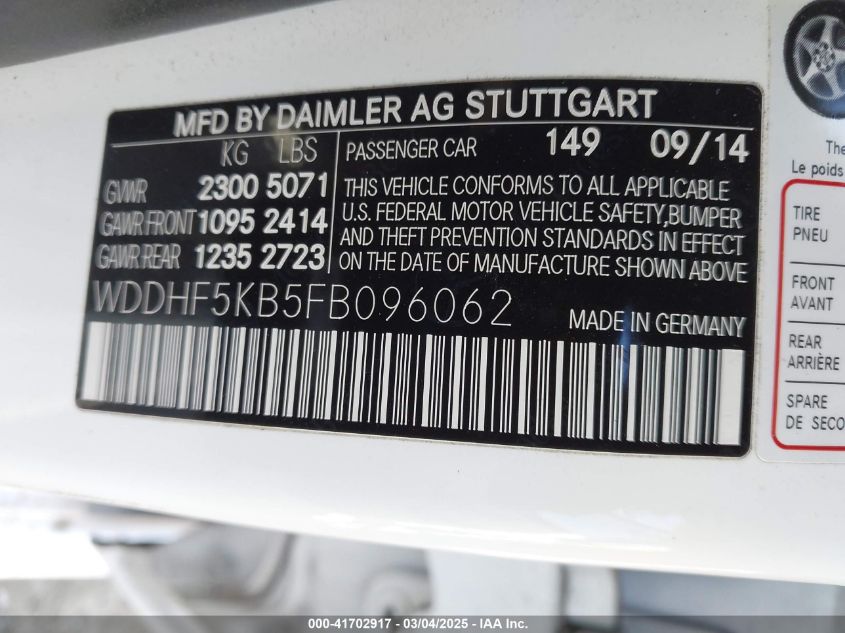 MFD BY DAIMLER AG STUTTGART
KG LBS
GVWR 2300 5071
GAWR FRONT 1095 2414
GAWR REAR 1235 2723
PASSENGER CAR 149 09/14
THIS VEHICLE CONFORMS TO ALL APPLICABLE
U.S. FEDERAL MOTOR VEHICLE SAFETY,BUMPER
AND THEFT PREVENTION STANDARDS IN EFFECT
ON THE DATE OF MANUFACTURE SHOWN ABOVE
WDDHF5KB5FB096062
MADE IN GERMANY
The
Le poids
TIRE
PNEU
FRONT
AVANT
REAR
ARRIÈRE
SPARE
DE SECO
000-41702917 — 03/04/2025 — IAA Inc.